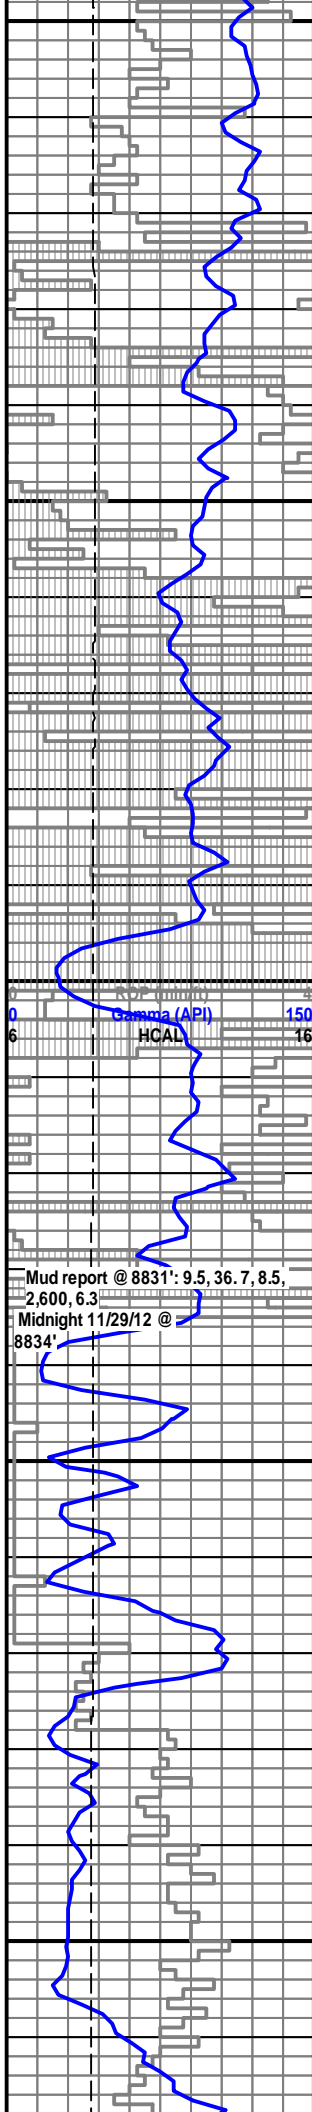 0 ROP (min/ft) 4
0 Gamma (API) 150
6 HCAL 16
Mud report @ 8831': 9.5, 36.7, 8.5,
2,600, 6.3
Midnight 11/29/12 @
8834'